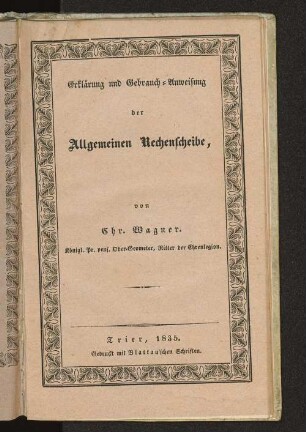 Erklärung und Gebrauch-Anweisung
der
Allgemeinen Rechenscheibe,
von
Chr. Wagner.
Königl. Pr. pens. Ober-Geometer, Ritter der Ehrenlegion.
Trier, 1835.
Gedruckt mit Blattau'schen Schriften.